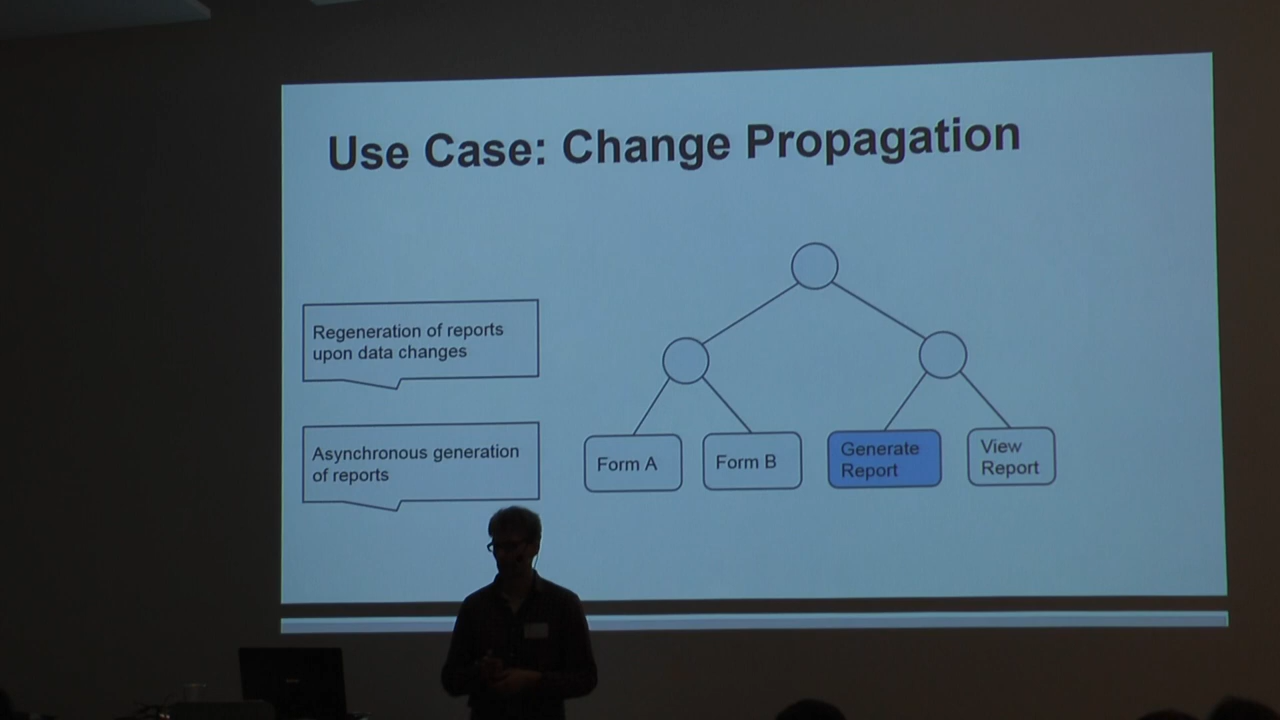 Use Case: Change Propagation
Regeneration of reports
upon data changes
Asynchronous generation
of reports
Form A
Form B
Generate
Report
View
Report